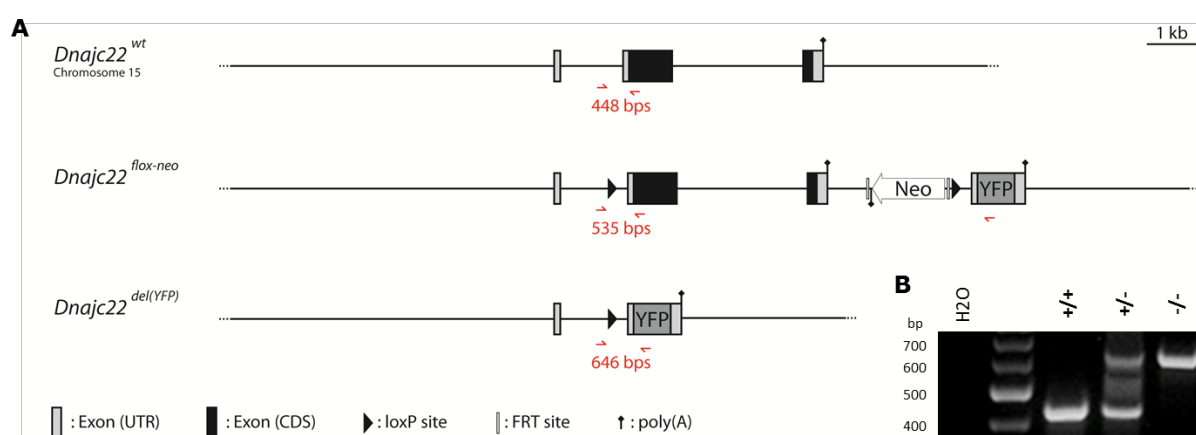 A
1 kb
Dnajc22 wt
Chromosome 15
448 bps
Dnajc22 flox-neo
Neo
YFP
535 bps
Dnajc22 del(YFP)
YFP
646 bps
: Exon (UTR) : Exon (CDS) : loxP site : FRT site : poly(A)
B
H2O +/+ +/- -/-
bp
700
600
500
400